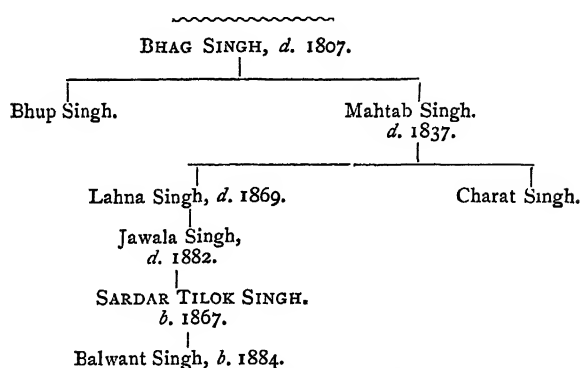 BHAG SINGH, d. 1807.
Bhup Singh.
Mahtab Singh.
d. 1837.
Lahna Singh, d. 1869.
Charat Singh.
Jawala Singh,
d. 1882.
SARDAR TILOK SINGH.
b. 1867.
Balwant Singh, b. 1884.